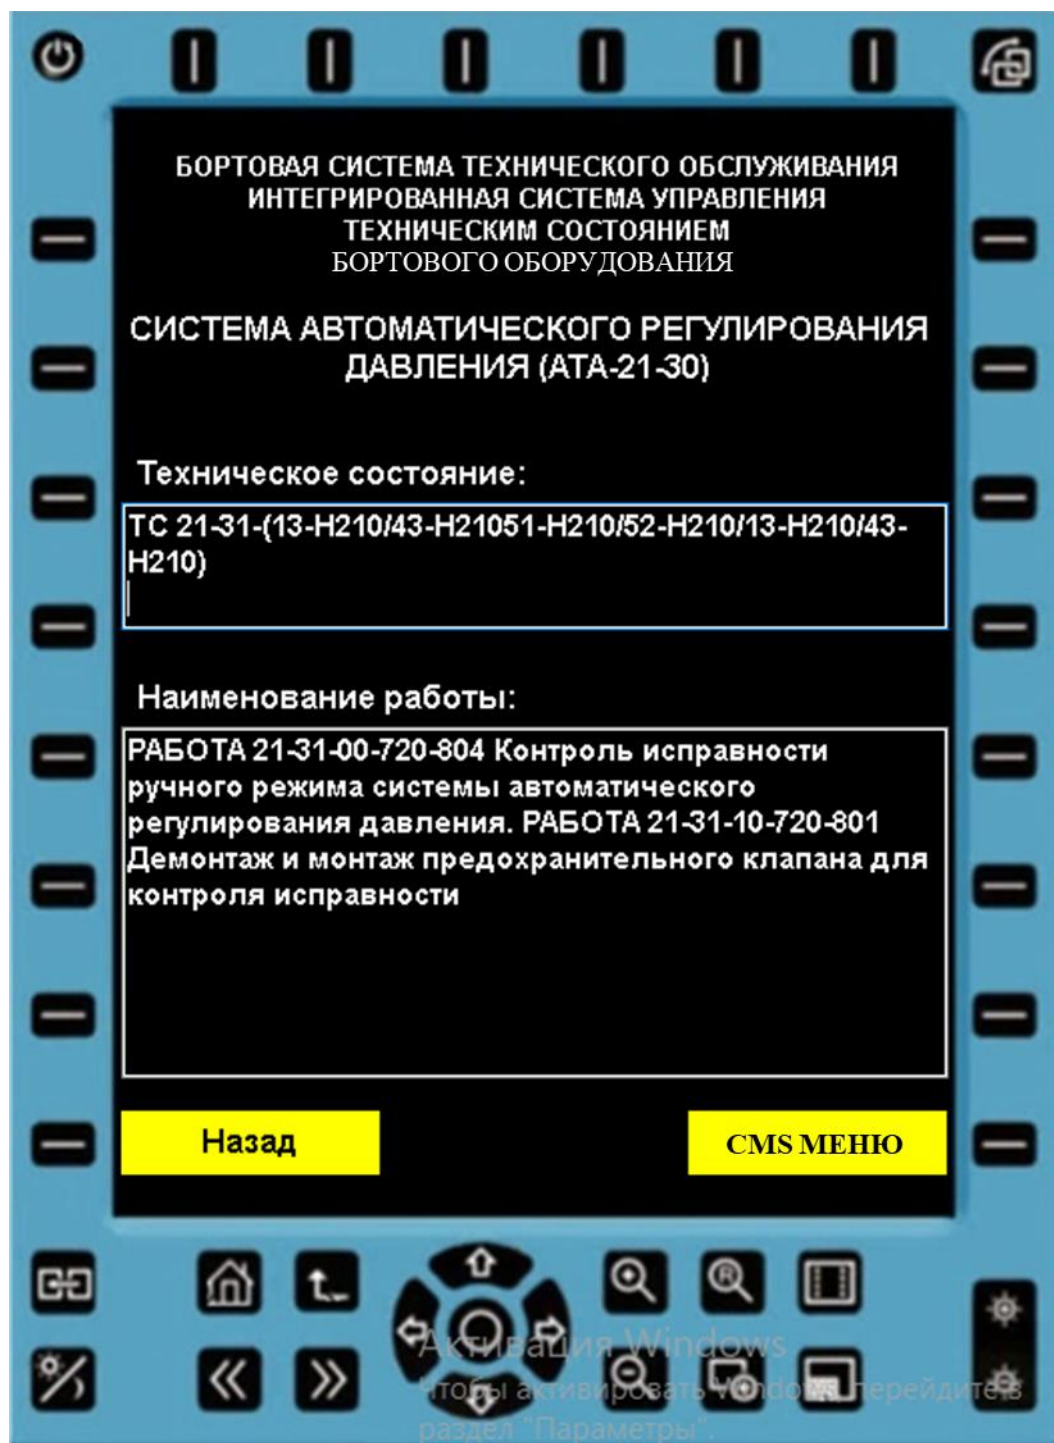 БОРТОВАЯ СИСТЕМА ТЕХНИЧЕСКОГО ОБСЛУЖИВАНИЯ
ИНТЕГРИРОВАННАЯ СИСТЕМА УПРАВЛЕНИЯ
ТЕХНИЧЕСКИМ СОСТОЯНИЕМ
БОРТОВОГО ОБОРУДОВАНИЯ
СИСТЕМА АВТОМАТИЧЕСКОГО РЕГУЛИРОВАНИЯ
ДАВЛЕНИЯ (АТА-21-30)
Техническое состояние:
ТС 21-31-(13-Н210/43-Н21051-Н210/52-Н210/13-Н210/43-
Н210)
Наименование работы:
РАБОТА 21-31-00-720-804 Контроль исправности
ручного режима системы автоматического
регулирования давления. РАБОТА 21-31-10-720-801
Демонтаж и монтаж предохранительного клапана для
контроля исправности
Назад
CMS МЕНЮ
R
Активация Windows
Чтобы активировать Windows, перейдите в
раздел "Параметры".